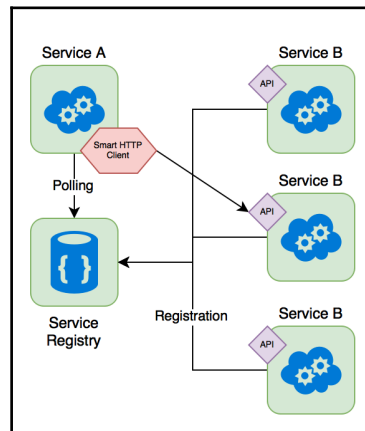 Service A
Service B
API
Smart HTTP
Client
Polling
Service B
API
{ }
Service
Registry
Registration
Service B
API